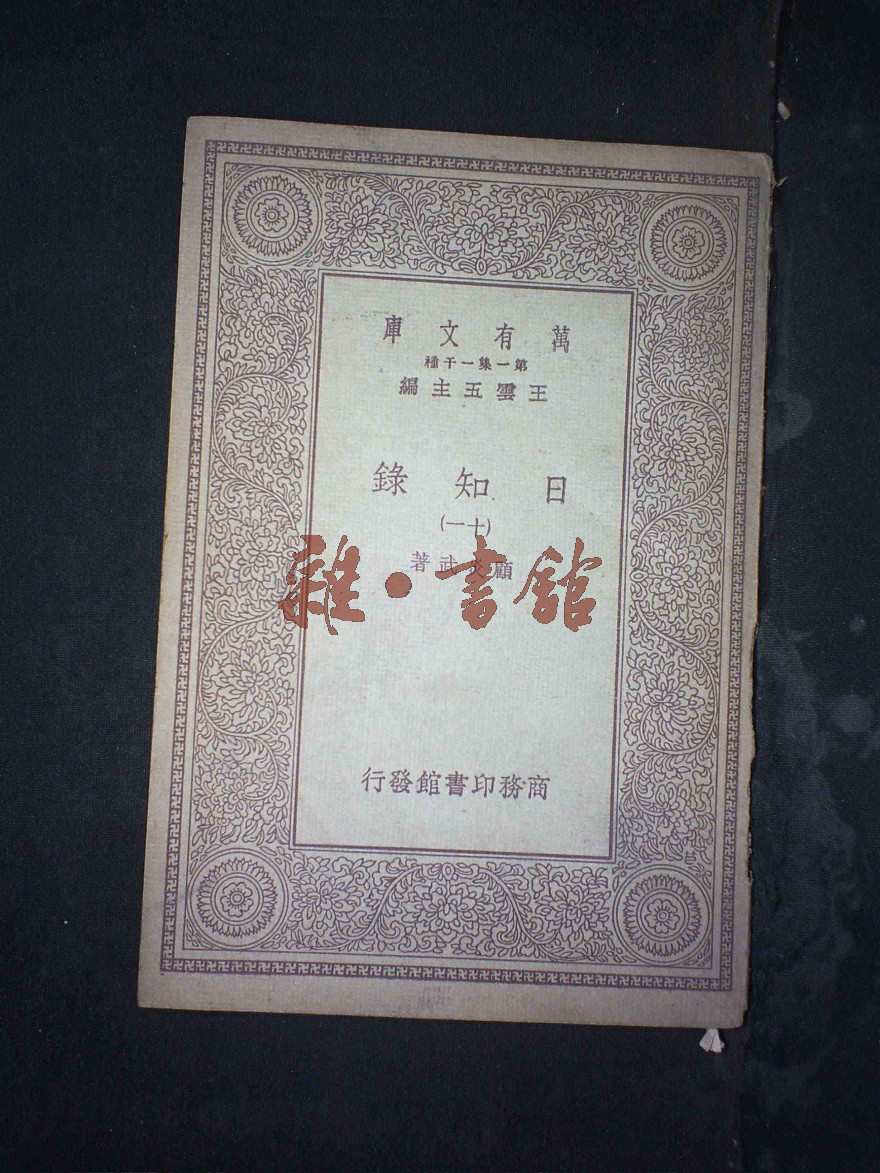 萬有文庫
第一集一千種
王雲五主編
日知錄
(十一)
顧炎武著
雜·書館
商務印書館發行